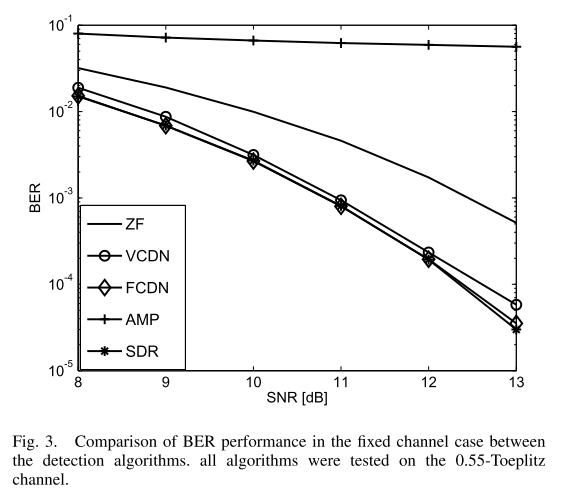 10^-1
10^-2
10^-3
10^-4
10^-5
BER
ZF
VCDN
FCDN
AMP
SDR
8 9 10 11 12 13
SNR [dB]
Fig. 3. Comparison of BER performance in the fixed channel case between
the detection algorithms. all algorithms were tested on the 0.55-Toeplitz
channel.